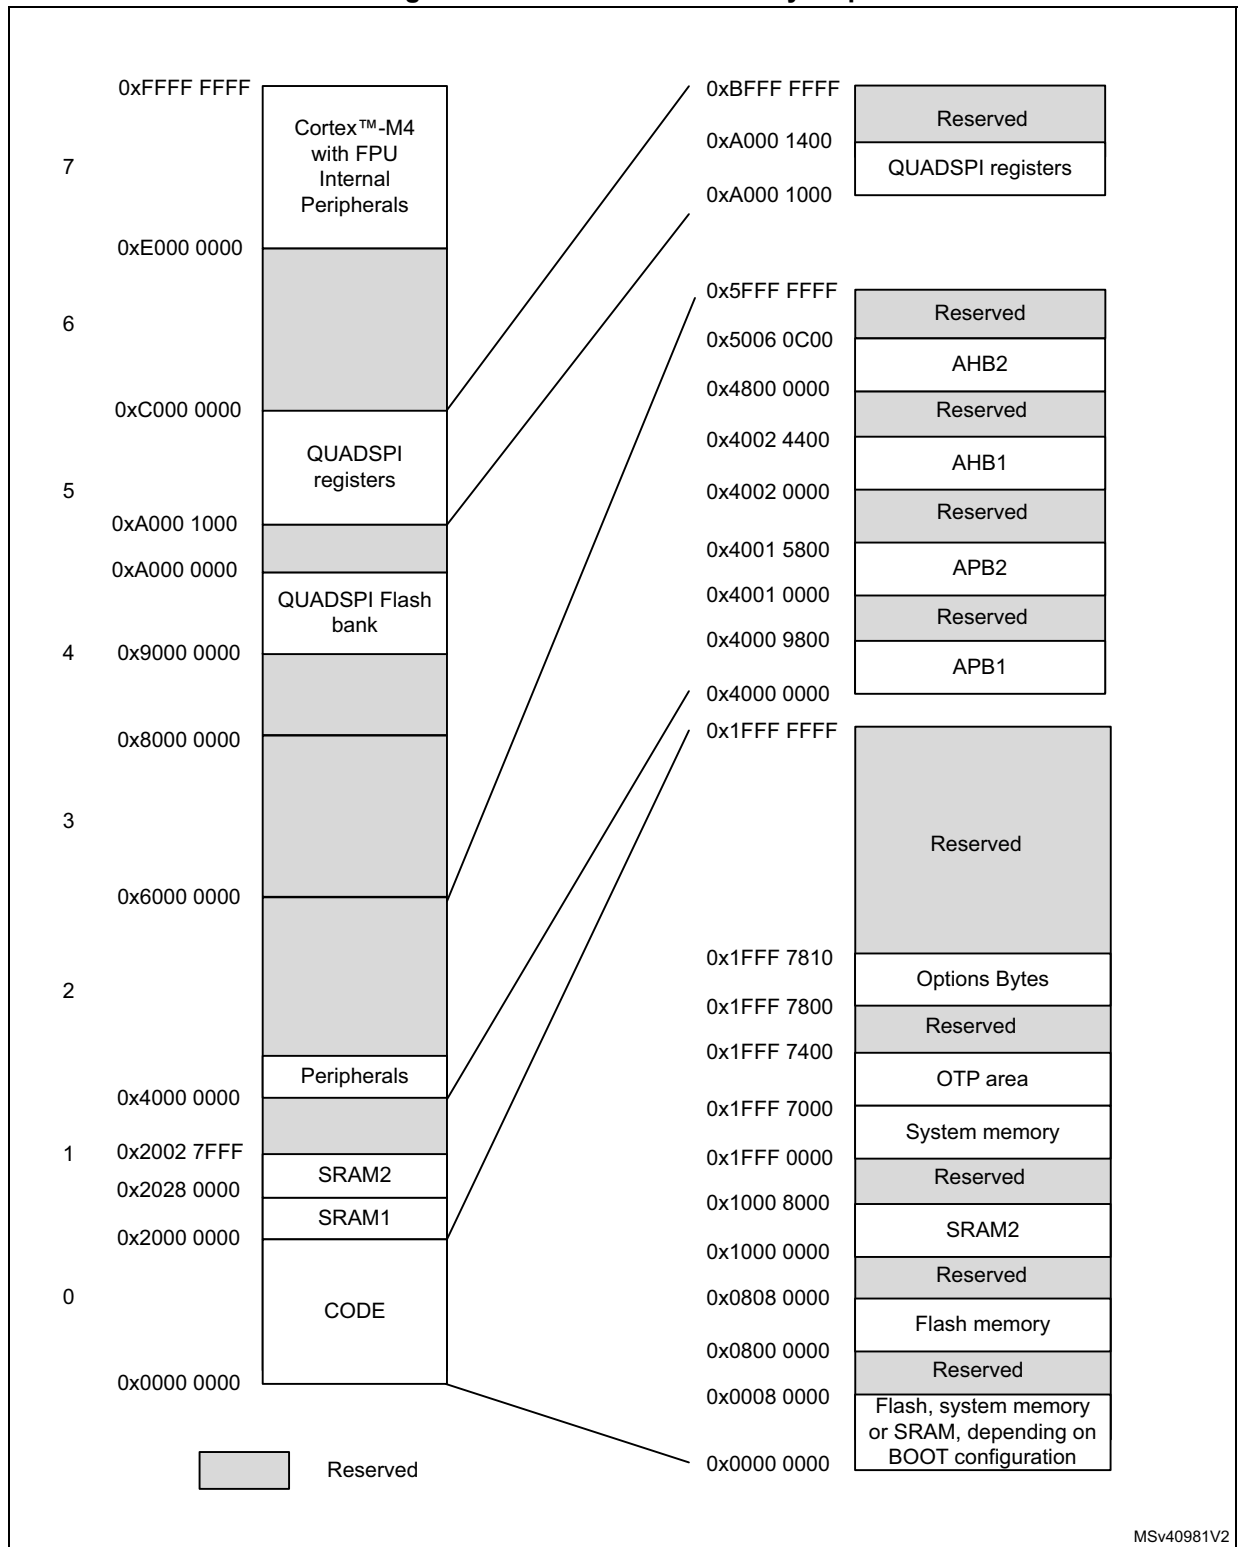 0xFFFF FFFF
Cortex™-M4
with FPU
Internal
Peripherals
7
0xE000 0000
6
0xC000 0000
QUADSPI
registers
5
0xA000 1000
0xA000 0000
QUADSPI Flash
bank
4
0x9000 0000
0x8000 0000
3
0x6000 0000
2
Peripherals
0x4000 0000
1
0x2002 7FFF
SRAM2
0x2028 0000
SRAM1
0x2000 0000
0
CODE
0x0000 0000
Reserved
0xBFFF FFFF
Reserved
0xA000 1400
QUADSPI registers
0xA000 1000
0x5FFF FFFF
Reserved
0x5006 0C00
AHB2
0x4800 0000
Reserved
0x4002 4400
AHB1
0x4002 0000
Reserved
0x4001 5800
APB2
0x4001 0000
Reserved
0x4000 9800
APB1
0x4000 0000
0x1FFF FFFF
Reserved
0x1FFF 7810
Options Bytes
0x1FFF 7800
Reserved
0x1FFF 7400
OTP area
0x1FFF 7000
System memory
0x1FFF 0000
Reserved
0x1000 8000
SRAM2
0x1000 0000
Reserved
0x0808 0000
Flash memory
0x0800 0000
Reserved
0x0008 0000
Flash, system memory
or SRAM, depending on
BOOT configuration
0x0000 0000
MSv40981V2